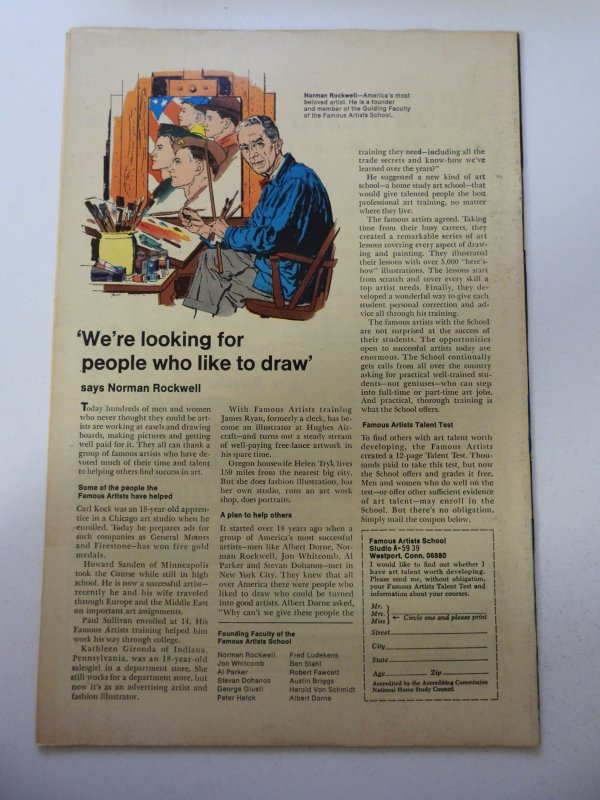 Norman Rockwell—America's most
beloved artist. He is a founder
and member of the Guiding Faculty
of the Famous Artists School.
'We're looking for
people who like to draw'
says Norman Rockwell
Today hundreds of men and women
who never thought they could be art-
ists are working at easels and drawing
boards, making pictures and getting
well paid for it. They all can thank a
group of famous artists who have de-
voted much of their time and talent
to helping others find success in art.
Some of the people the
Famous Artists have helped
Carl Kock was an 18-year-old appren-
tice in a Chicago art studio when he
enrolled. Today he prepares ads for
such companies as General Motors
and Firestone—has won five gold
medals.
Howard Sanden of Minneapolis
took the Course while still in high
school. He is now a successful artist—
recently he and his wife traveled
through Europe and the Middle East
on important art assignments.
Paul Sullivan enrolled at 14. His
Famous Artists training helped him
work his way through college.
Kathleen Gironda of Indiana,
Pennsylvania, was an 18-year-old
salesgirl in a department store. She
still works for a department store, but
now it's as an advertising artist and
fashion illustrator.
With Famous Artists training
James Ryan, formerly a clerk, has be-
come an illustrator at Hughes Air-
craft—and turns out a steady stream
of well-paying free-lance artwork in
his spare time.
Oregon housewife Helen Tryk lives
150 miles from the nearest big city.
But she does fashion illustration, has
her own studio, runs an art work
shop, does portraits.
A plan to help others
It started over 18 years ago when a
group of America's most successful
artists—men like Albert Dorne, Nor-
man Rockwell, Jon Whitcomb, Al
Parker and Stevan Dohanos—met in
New York City. They knew that all
over America there were people who
liked to draw who could be turned
into good artists. Albert Dorne asked,
"Why can't we give these people the
Founding Faculty of the
Famous Artists School
Norman Rockwell
Jon Whitcomb
Al Parker
Stevan Dohanos
George Giusti
Peter Helck
Fred Ludekens
Ben Stahl
Robert Fawcett
Austin Briggs
Harold Von Schmidt
Albert Dorne
training they need—including all the
trade secrets and know-how we've
learned over the years?"
He suggested a new kind of art
school—a home study art school—that
would give talented people the best
professional art training, no matter
where they live.
The famous artists agreed. Taking
time from their busy careers, they
created a remarkable series of art
lessons covering every aspect of draw-
ing and painting. They illustrated
their lessons with over 5,000 "here's-
how" illustrations. The lessons start
from scratch and cover every skill a
top artist needs. Finally, they de-
veloped a wonderful way to give each
student personal correction and ad-
vice all through his training.
The famous artists with the School
are not surprised at the success of
their students. The opportunities
open to successful artists today are
enormous. The School continually
gets calls from all over the country
asking for practical well-trained stu-
dents—not geniuses—who can step
into full-time or part-time art jobs.
And practical, thorough training is
what the School offers.
Famous Artists Talent Test
To find others with art talent worth
developing, the Famous Artists
created a 12-page Talent Test. Thou-
sands paid to take this test, but now
the School offers and grades it free.
Men and women who do well on the
test—or offer other sufficient evidence
of art talent—may enroll in the
School. But there's no obligation.
Simply mail the coupon below.
Famous Artists School
Studio A-59 39
Westport, Conn. 06880
I would like to find out whether I
have art talent worth developing.
Please send me, without obligation,
your Famous Artists Talent Test and
information about your courses.
Mr.
Mrs.
Miss
← Circle one and please print
Street
City
State
Age Zip
Accredited by the Accrediting Commission
National Home Study Council